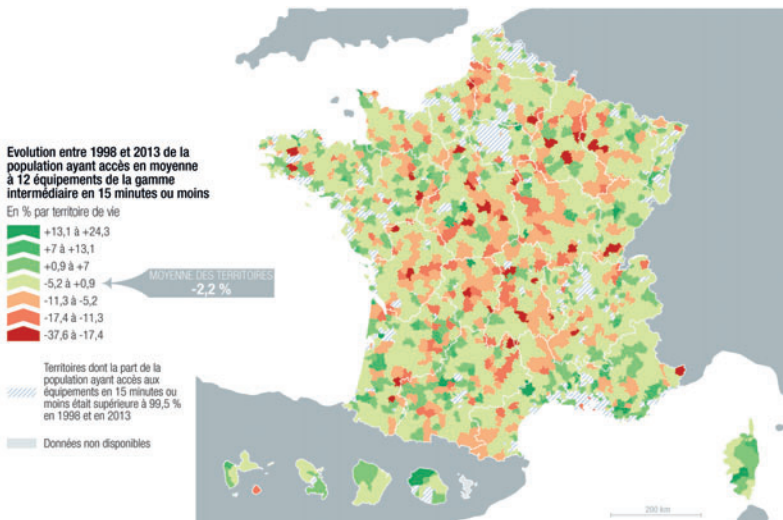 Evolution entre 1998 et 2013 de la
population ayant accès en moyenne
à 12 équipements de la gamme
intermédiaire en 15 minutes ou moins
En % par territoire de vie
+13,1 à +24,3
+7 à +13,1
+0,9 à +7
-5,2 à +0,9
-11,3 à -5,2
-17,4 à -11,3
-37,6 à -17,4
MOYENNE DES TERRITOIRES
-2,2 %
Territoires dont la part de la
population ayant accès aux
équipements en 15 minutes ou
moins était supérieure à 99,5 %
en 1998 et en 2013
Données non disponibles
200 km